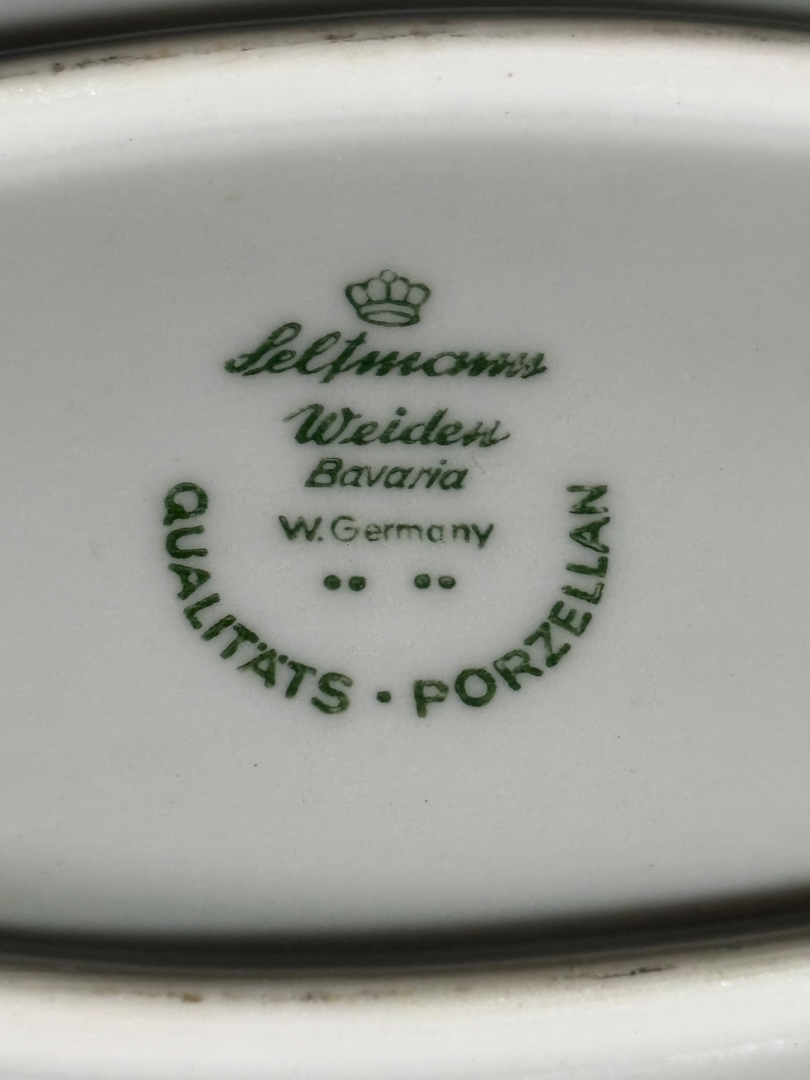 Seltmann
Weiden
Bavaria
W. Germany
QUALITÄTS · PORZELLAN